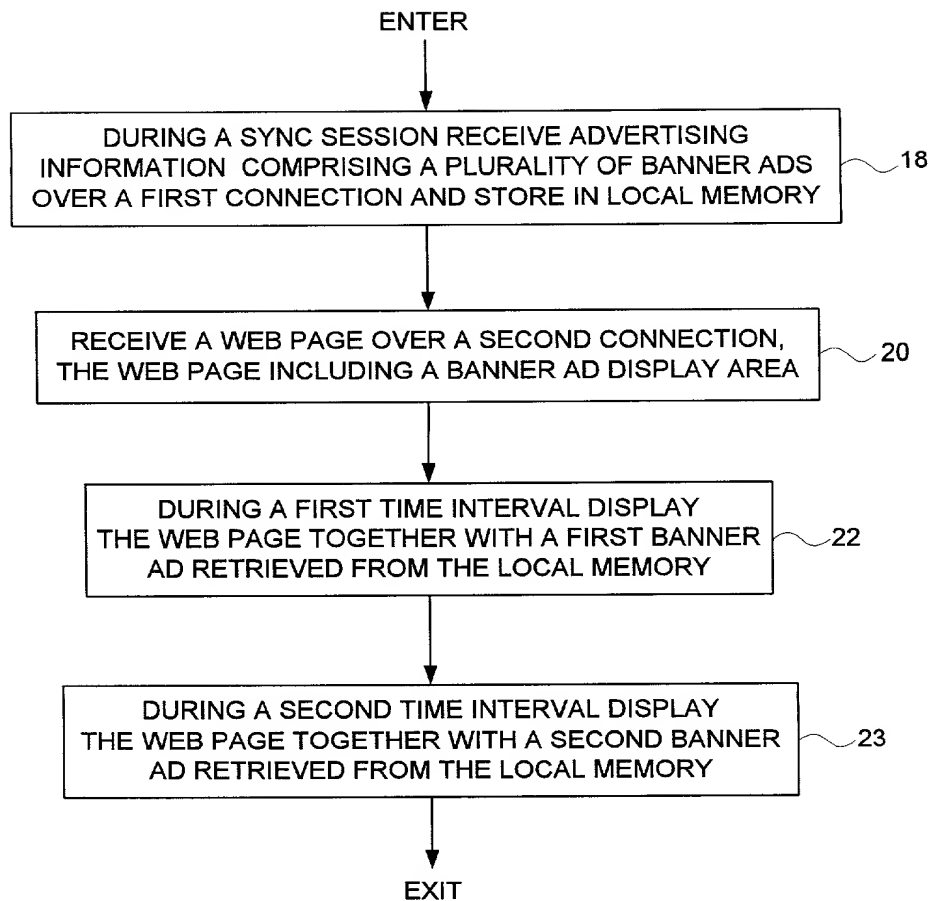 ENTER
DURING A SYNC SESSION RECEIVE ADVERTISING
INFORMATION COMPRISING A PLURALITY OF BANNER ADS
OVER A FIRST CONNECTION AND STORE IN LOCAL MEMORY
18
RECEIVE A WEB PAGE OVER A SECOND CONNECTION,
THE WEB PAGE INCLUDING A BANNER AD DISPLAY AREA
20
DURING A FIRST TIME INTERVAL DISPLAY
THE WEB PAGE TOGETHER WITH A FIRST BANNER
AD RETRIEVED FROM THE LOCAL MEMORY
22
DURING A SECOND TIME INTERVAL DISPLAY
THE WEB PAGE TOGETHER WITH A SECOND BANNER
AD RETRIEVED FROM THE LOCAL MEMORY
23
EXIT